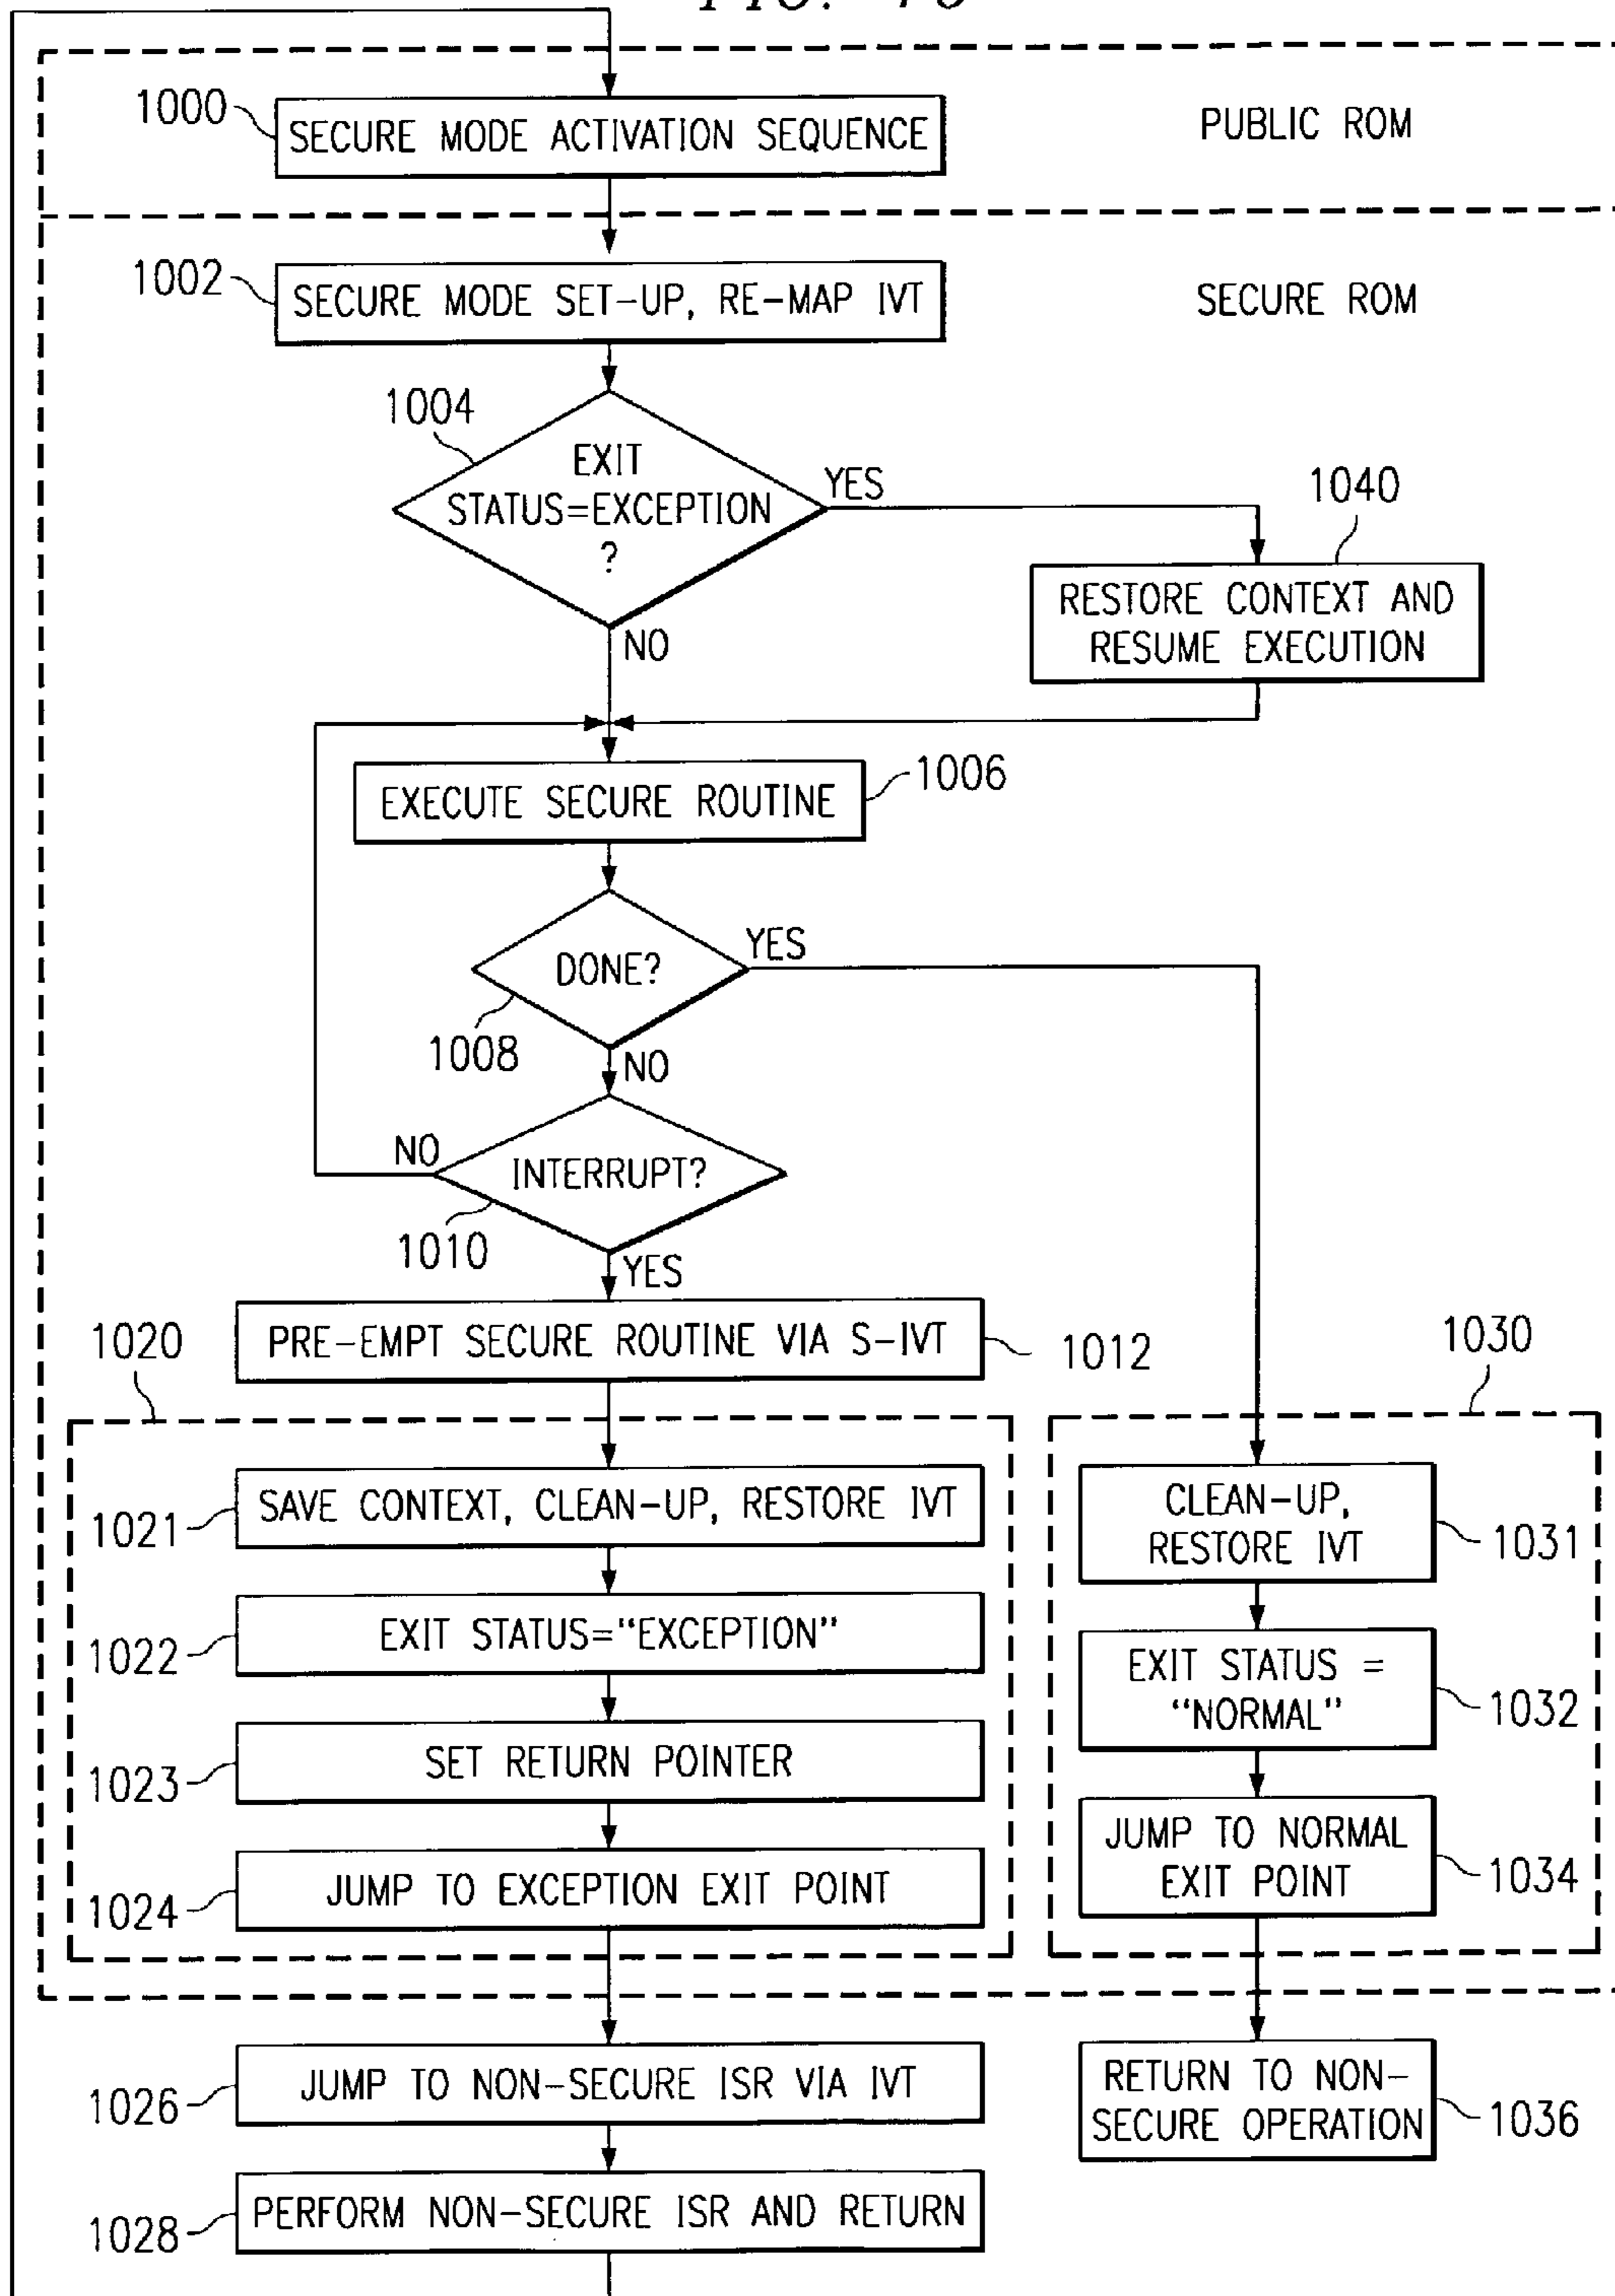 1000
SECURE MODE ACTIVATION SEQUENCE
PUBLIC ROM
1002
SECURE MODE SET-UP, RE-MAP IVT
SECURE ROM
1004
EXIT
STATUS=EXCEPTION
?
YES
NO
1040
RESTORE CONTEXT AND
RESUME EXECUTION
EXECUTE SECURE ROUTINE
1006
DONE?
YES
1008
NO
NO
INTERRUPT?
1010
YES
PRE-EMPT SECURE ROUTINE VIA S-IVT
1012
1020
1030
1021
SAVE CONTEXT, CLEAN-UP, RESTORE IVT
CLEAN-UP,
RESTORE IVT
1031
1022
EXIT STATUS="EXCEPTION"
EXIT STATUS =
"NORMAL"
1032
1023
SET RETURN POINTER
1024
JUMP TO EXCEPTION EXIT POINT
JUMP TO NORMAL
EXIT POINT
1034
1026
JUMP TO NON-SECURE ISR VIA IVT
RETURN TO NON-
SECURE OPERATION
1036
1028
PERFORM NON-SECURE ISR AND RETURN